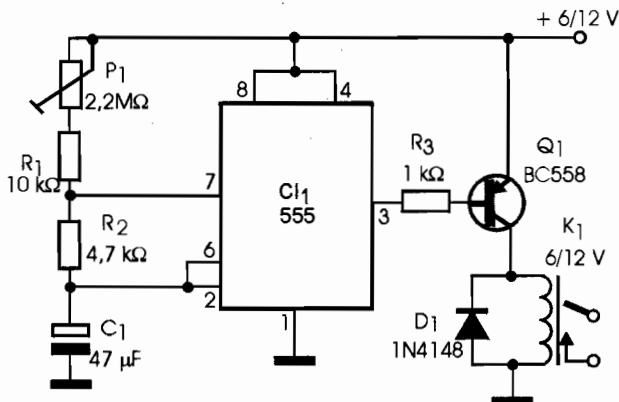 + 6/12 V
P1
2,2MΩ
8
4
R1
10 kΩ
7
CI1
555
3
R3
1 kΩ
Q1
BC558
R2
4,7 kΩ
6
2
K1
6/12 V
C1
47 µF
1
D1
1N4148